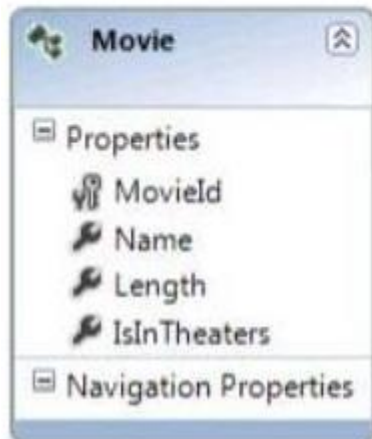 Movie
Properties
MovieId
Name
Length
IsInTheaters
Navigation Properties